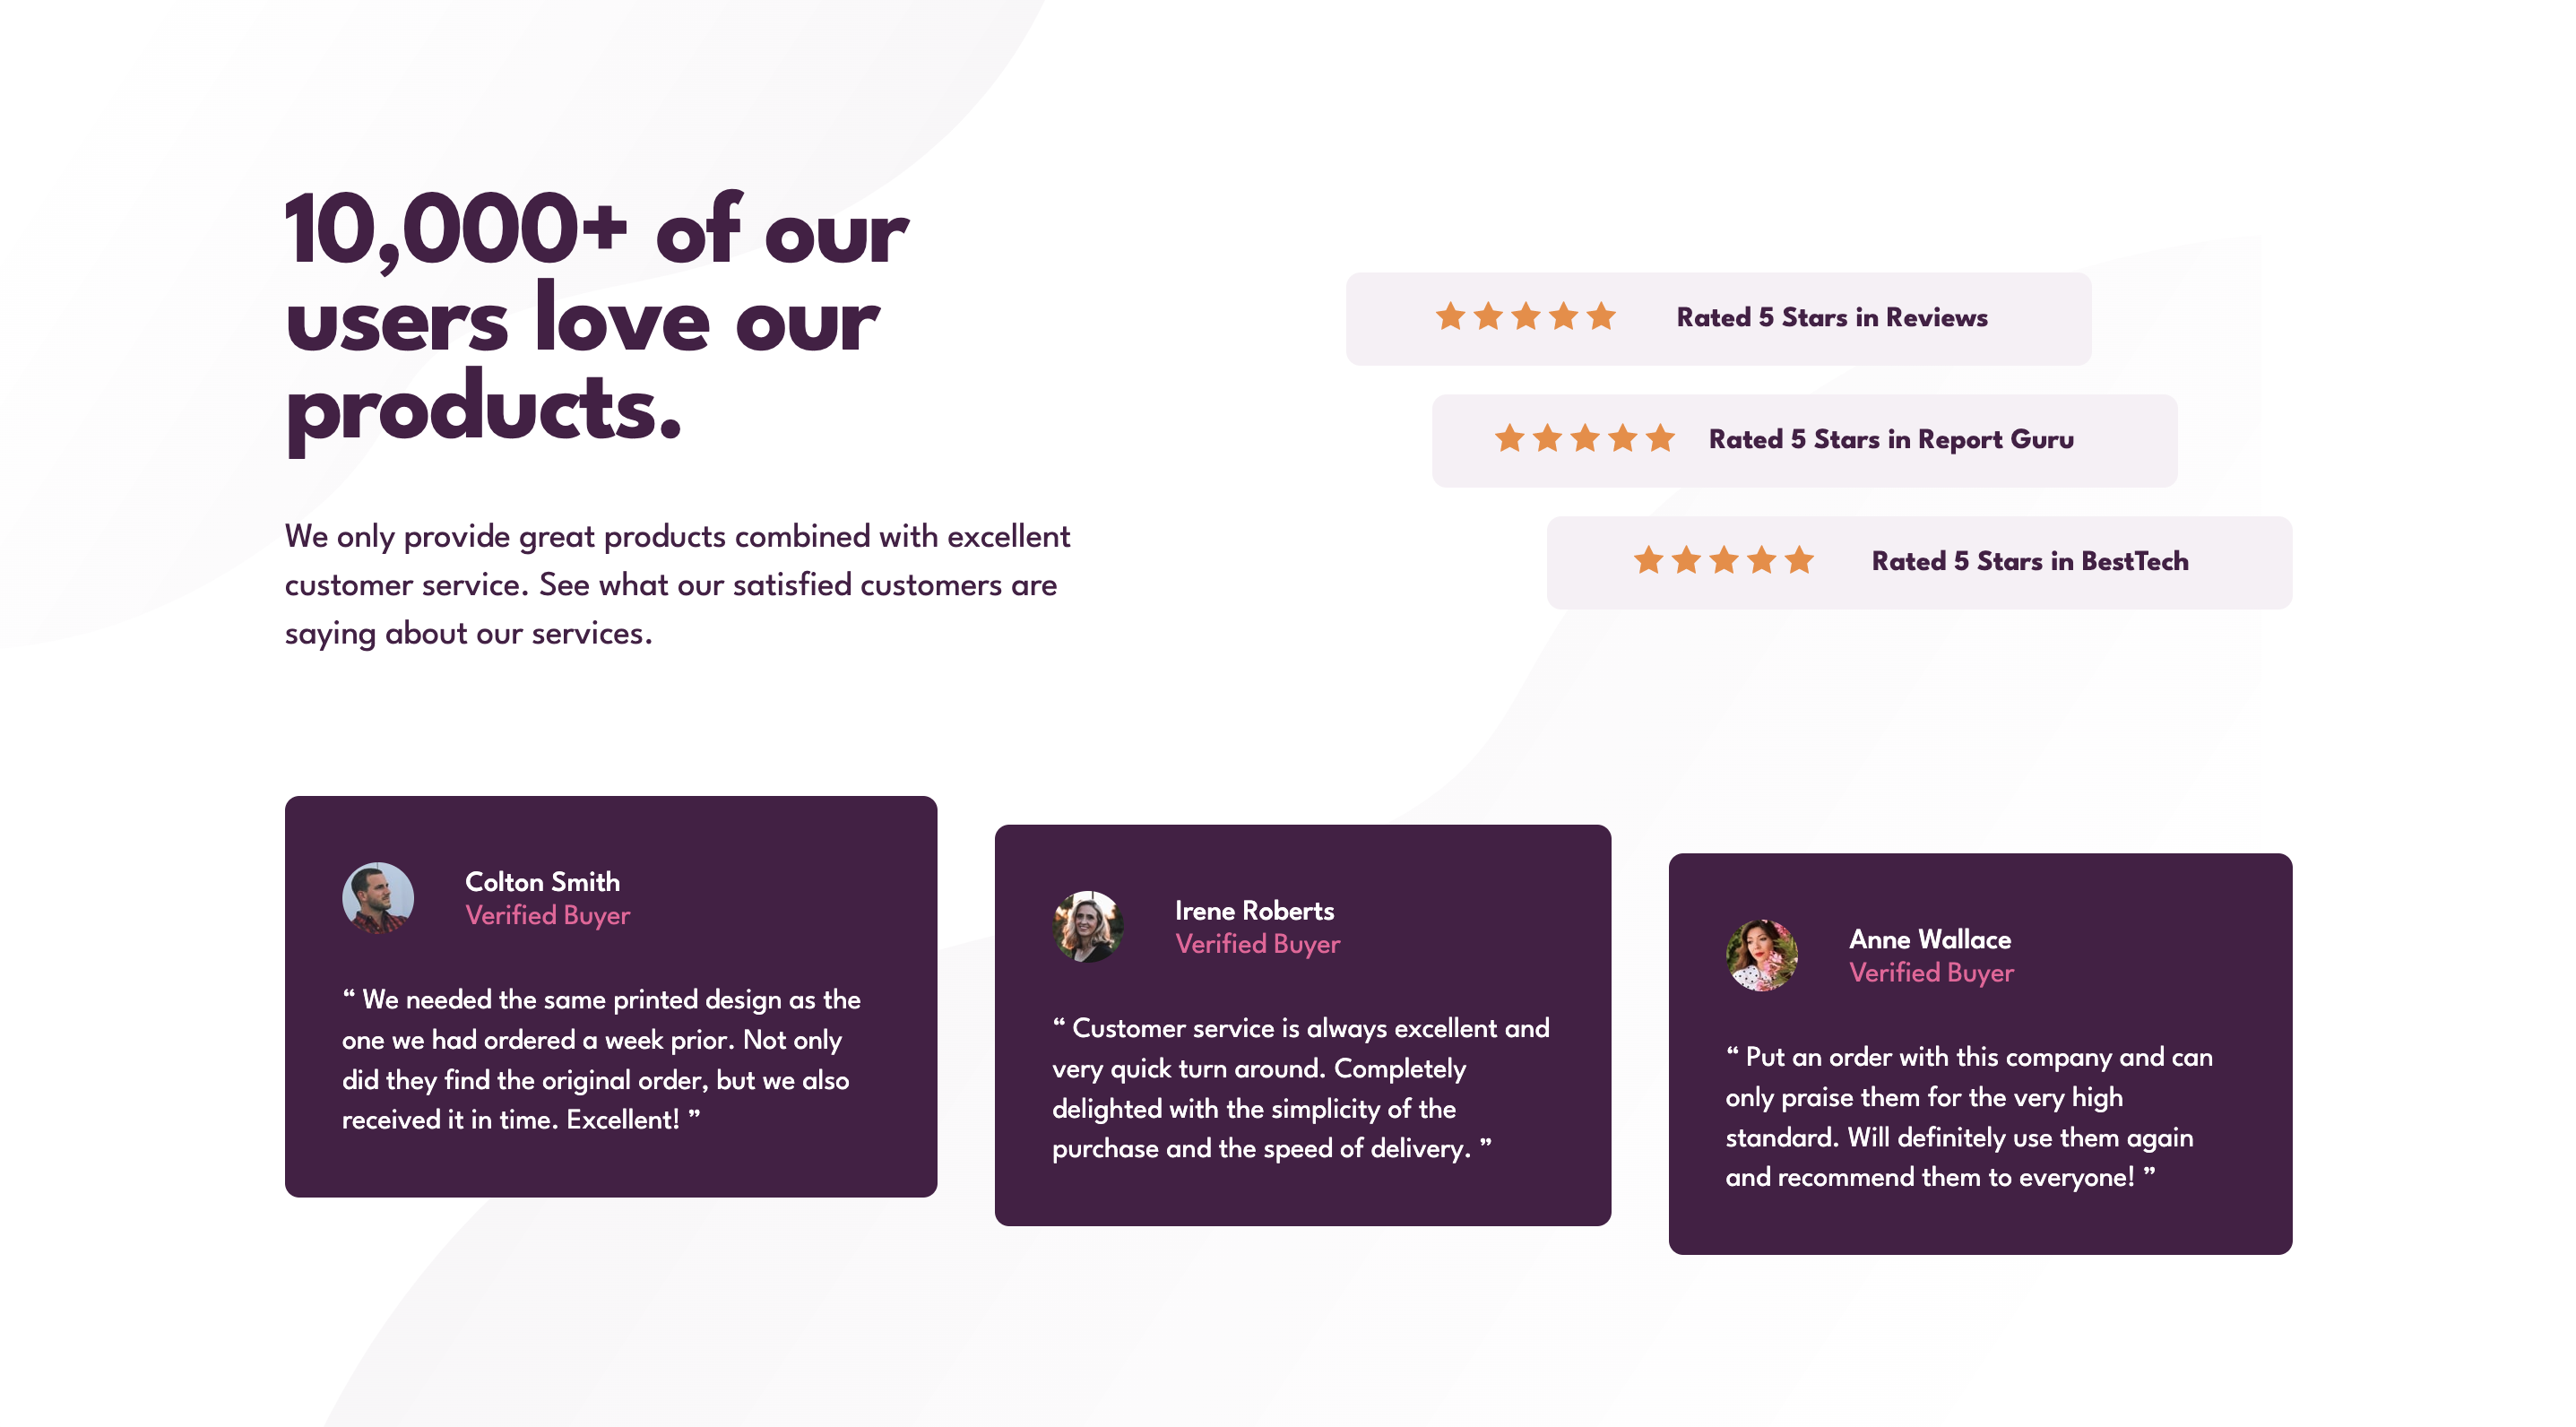 10,000+ of our
users love our
products.
We only provide great products combined with excellent
customer service. See what our satisfied customers are
saying about our services.
Rated 5 Stars in Reviews
Rated 5 Stars in Report Guru
Rated 5 Stars in BestTech
Colton Smith
Verified Buyer
“ We needed the same printed design as the
one we had ordered a week prior. Not only
did they find the original order, but we also
received it in time. Excellent! ”
Irene Roberts
Verified Buyer
“ Customer service is always excellent and
very quick turn around. Completely
delighted with the simplicity of the
purchase and the speed of delivery. ”
Anne Wallace
Verified Buyer
“ Put an order with this company and can
only praise them for the very high
standard. Will definitely use them again
and recommend them to everyone! ”